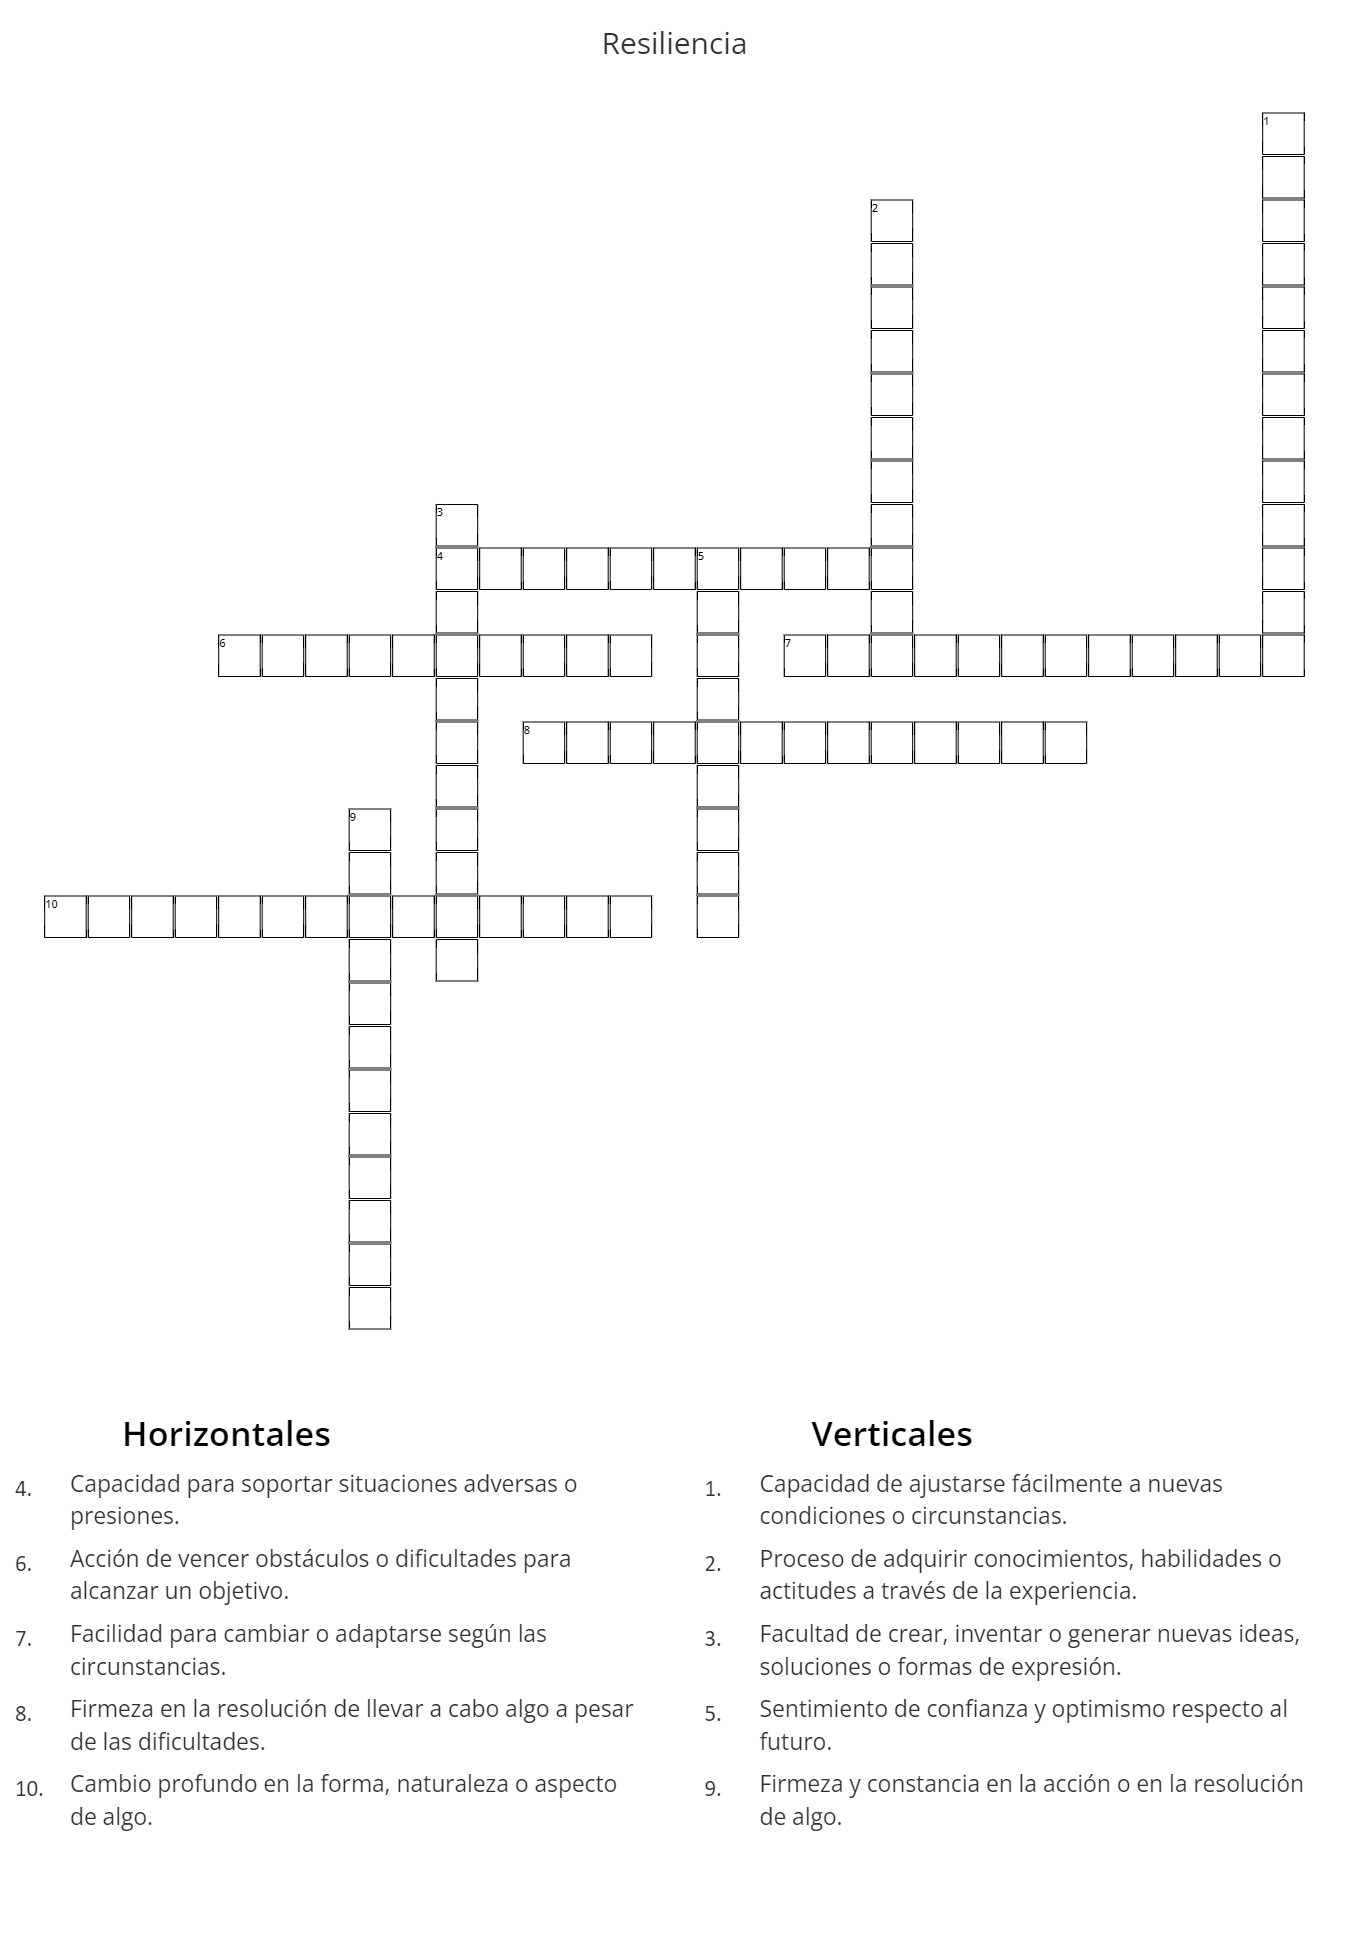 Resiliencia
1
2
3
4
5
6
7
8
9
10
Horizontales
4. Capacidad para soportar situaciones adversas o
presiones.
6. Acción de vencer obstáculos o dificultades para
alcanzar un objetivo.
7. Facilidad para cambiar o adaptarse según las
circunstancias.
8. Firmeza en la resolución de llevar a cabo algo a pesar
de las dificultades.
10. Cambio profundo en la forma, naturaleza o aspecto
de algo.
Verticales
1. Capacidad de ajustarse fácilmente a nuevas
condiciones o circunstancias.
2. Proceso de adquirir conocimientos, habilidades o
actitudes a través de la experiencia.
3. Facultad de crear, inventar o generar nuevas ideas,
soluciones o formas de expresión.
5. Sentimiento de confianza y optimismo respecto al
futuro.
9. Firmeza y constancia en la acción o en la resolución
de algo.